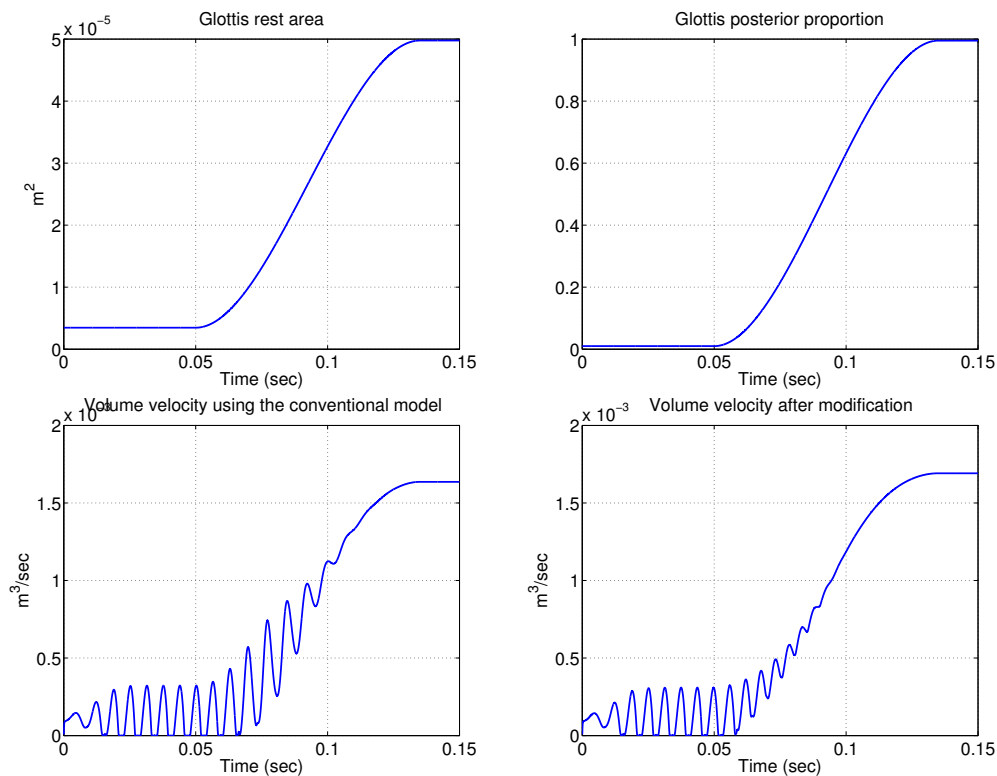 Glottis rest area
x 10−5
5
4
3
2
1
0
m2
0 0.05 0.1 0.15
Time (sec)
Glottis posterior proportion
1
0.8
0.6
0.4
0.2
0
0 0.05 0.1 0.15
Time (sec)
Volume velocity using the conventional model
x 10−3
2
1.5
1
0.5
0
m3/sec
0 0.05 0.1 0.15
Time (sec)
Volume velocity after modification
x 10−3
2
1.5
1
0.5
0
m3/sec
0 0.05 0.1 0.15
Time (sec)